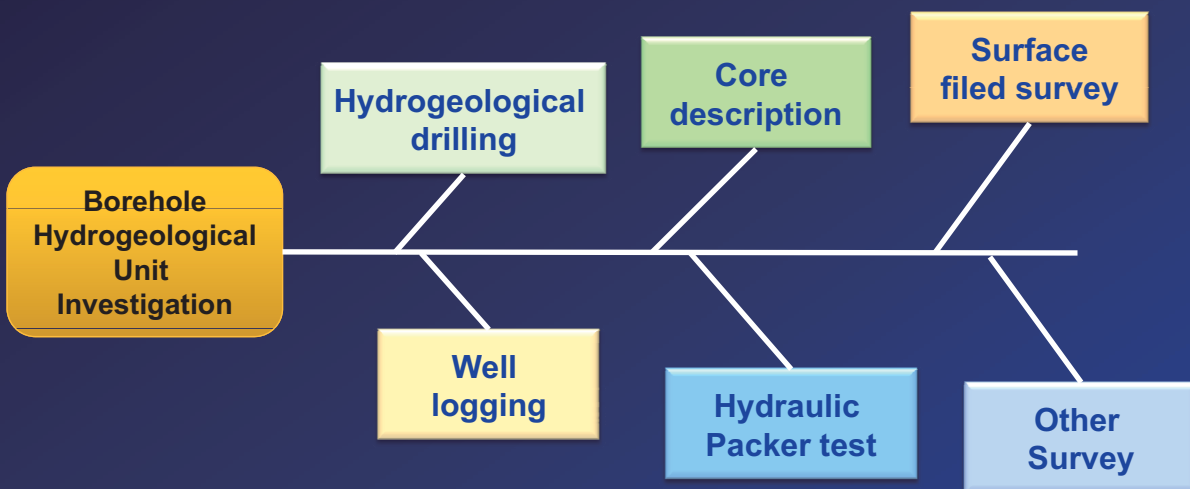 Borehole
Hydrogeological
Unit
Investigation
Hydrogeological
drilling
Core
description
Surface
filed survey
Well
logging
Hydraulic
Packer test
Other
Survey